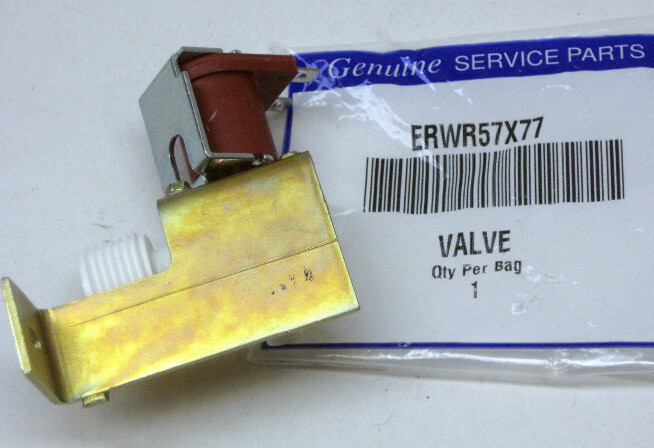 Genuine SERVICE PARTS
ERWR57X77
VALVE
Qty Per Bag
1